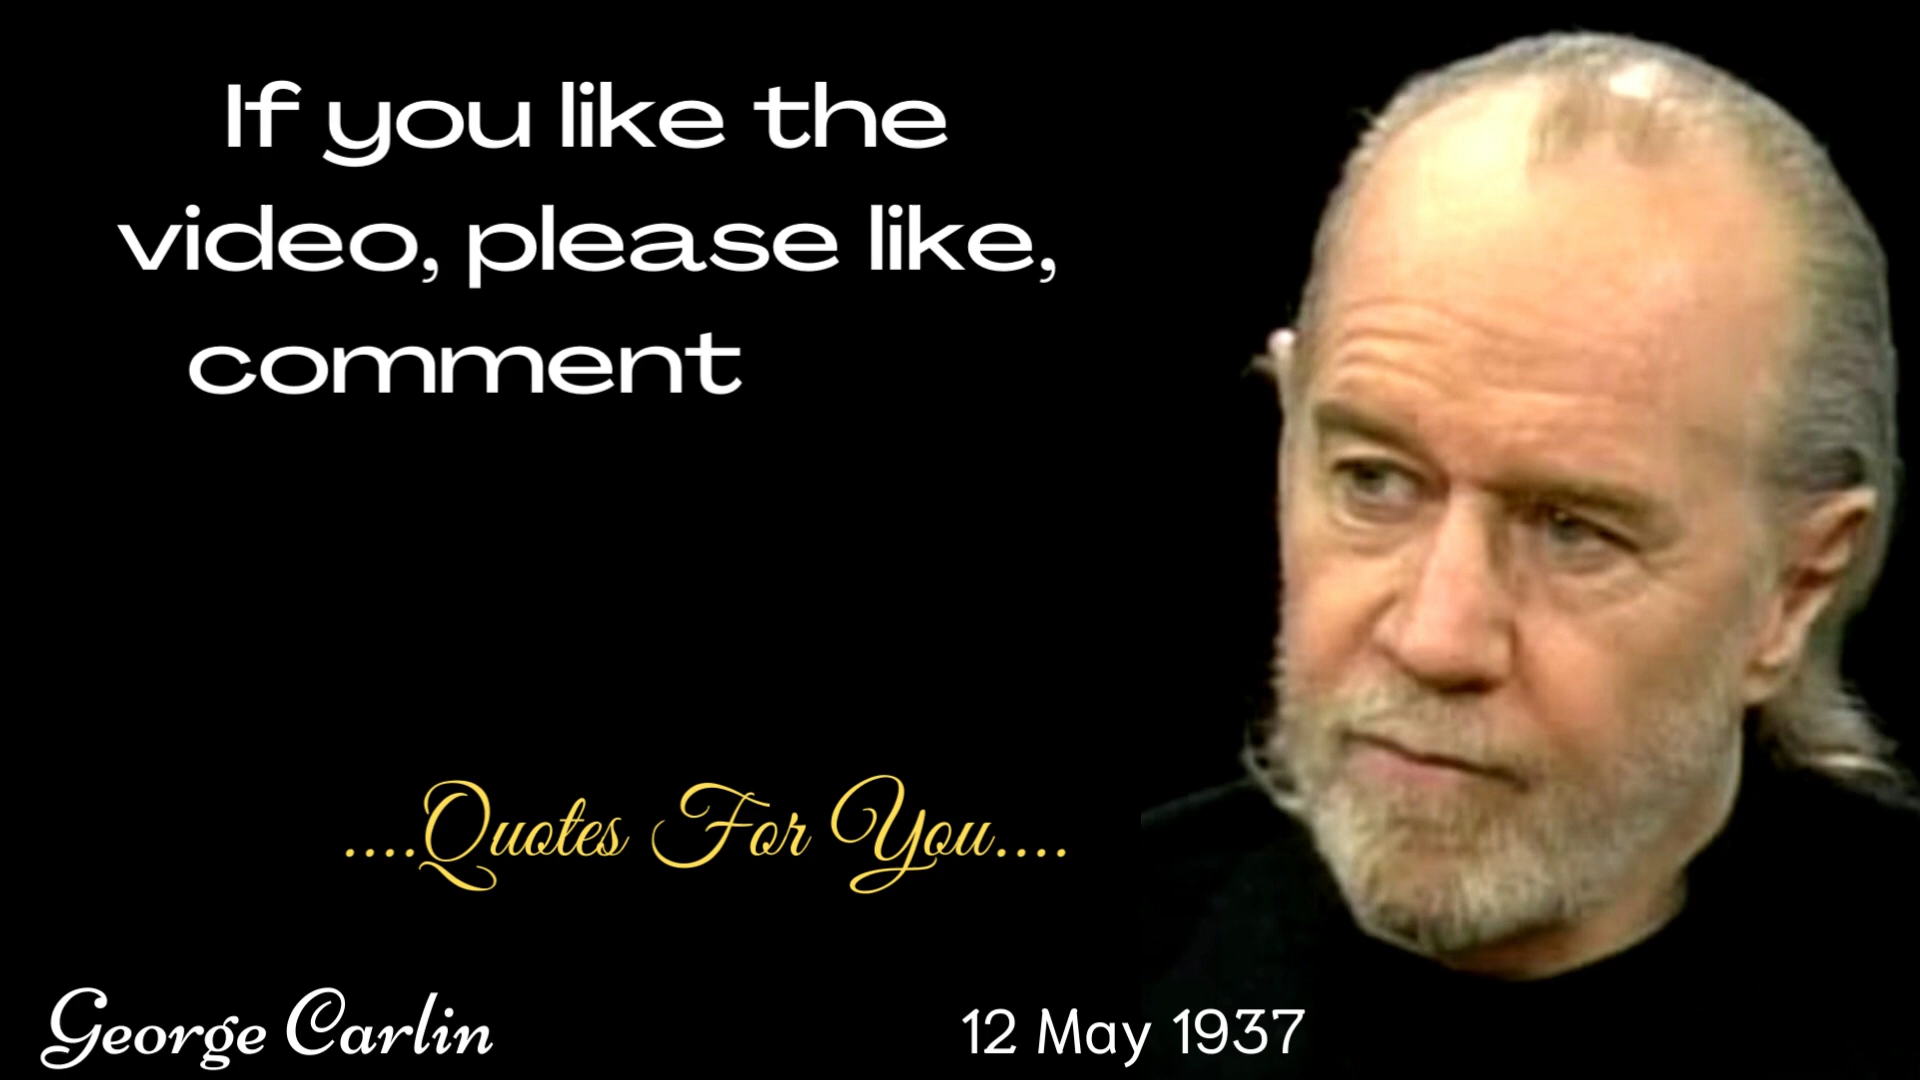 If you like the
video, please like,
comment
....Quotes For You....
George Carlin
12 May 1937